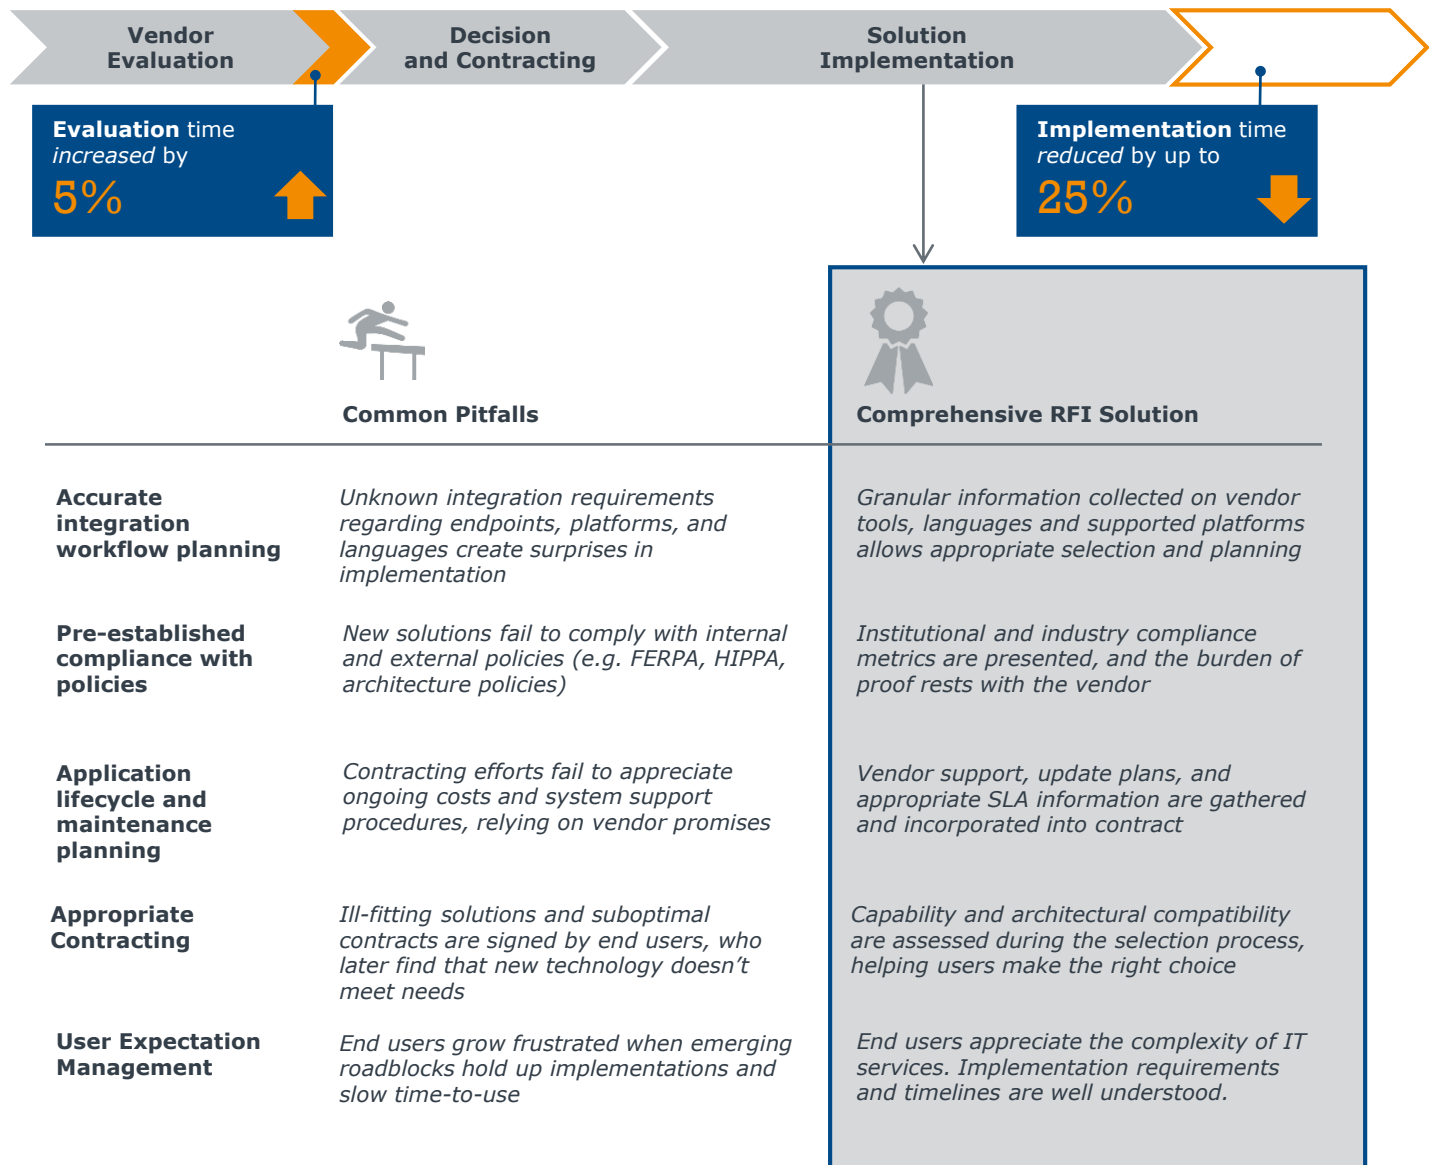 Vendor
Evaluation
Decision
and Contracting
Solution
Implementation
Evaluation time
increased by
5%
Implementation time
reduced by up to
25%
Common Pitfalls
Comprehensive RFI Solution
Accurate
integration
workflow planning
Unknown integration requirements
regarding endpoints, platforms, and
languages create surprises in
implementation
Granular information collected on vendor
tools, languages and supported platforms
allows appropriate selection and planning
Pre-established
compliance with
policies
New solutions fail to comply with internal
and external policies (e.g. FERPA, HIPPA,
architecture policies)
Institutional and industry compliance
metrics are presented, and the burden of
proof rests with the vendor
Application
lifecycle and
maintenance
planning
Contracting efforts fail to appreciate
ongoing costs and system support
procedures, relying on vendor promises
Vendor support, update plans, and
appropriate SLA information are gathered
and incorporated into contract
Appropriate
Contracting
Ill-fitting solutions and suboptimal
contracts are signed by end users, who
later find that new technology doesn’t
meet needs
Capability and architectural compatibility
are assessed during the selection process,
helping users make the right choice
User Expectation
Management
End users grow frustrated when emerging
roadblocks hold up implementations and
slow time-to-use
End users appreciate the complexity of IT
services. Implementation requirements
and timelines are well understood.